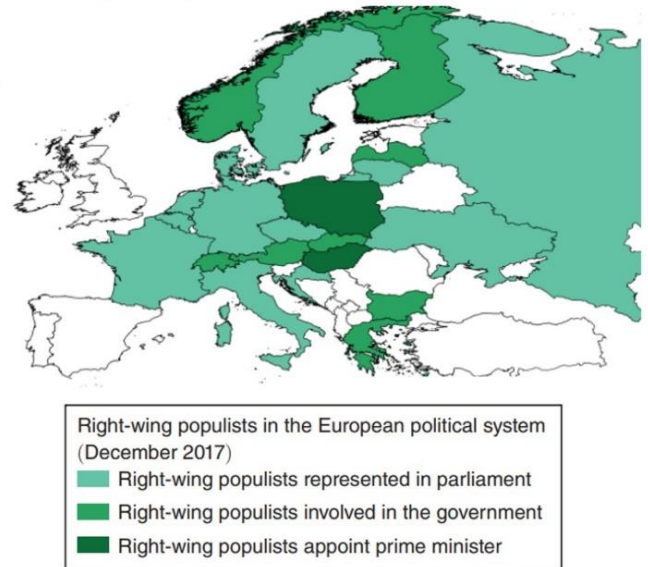 Right-wing populists in the European political system
(December 2017)
Right-wing populists represented in parliament
Right-wing populists involved in the government
Right-wing populists appoint prime minister